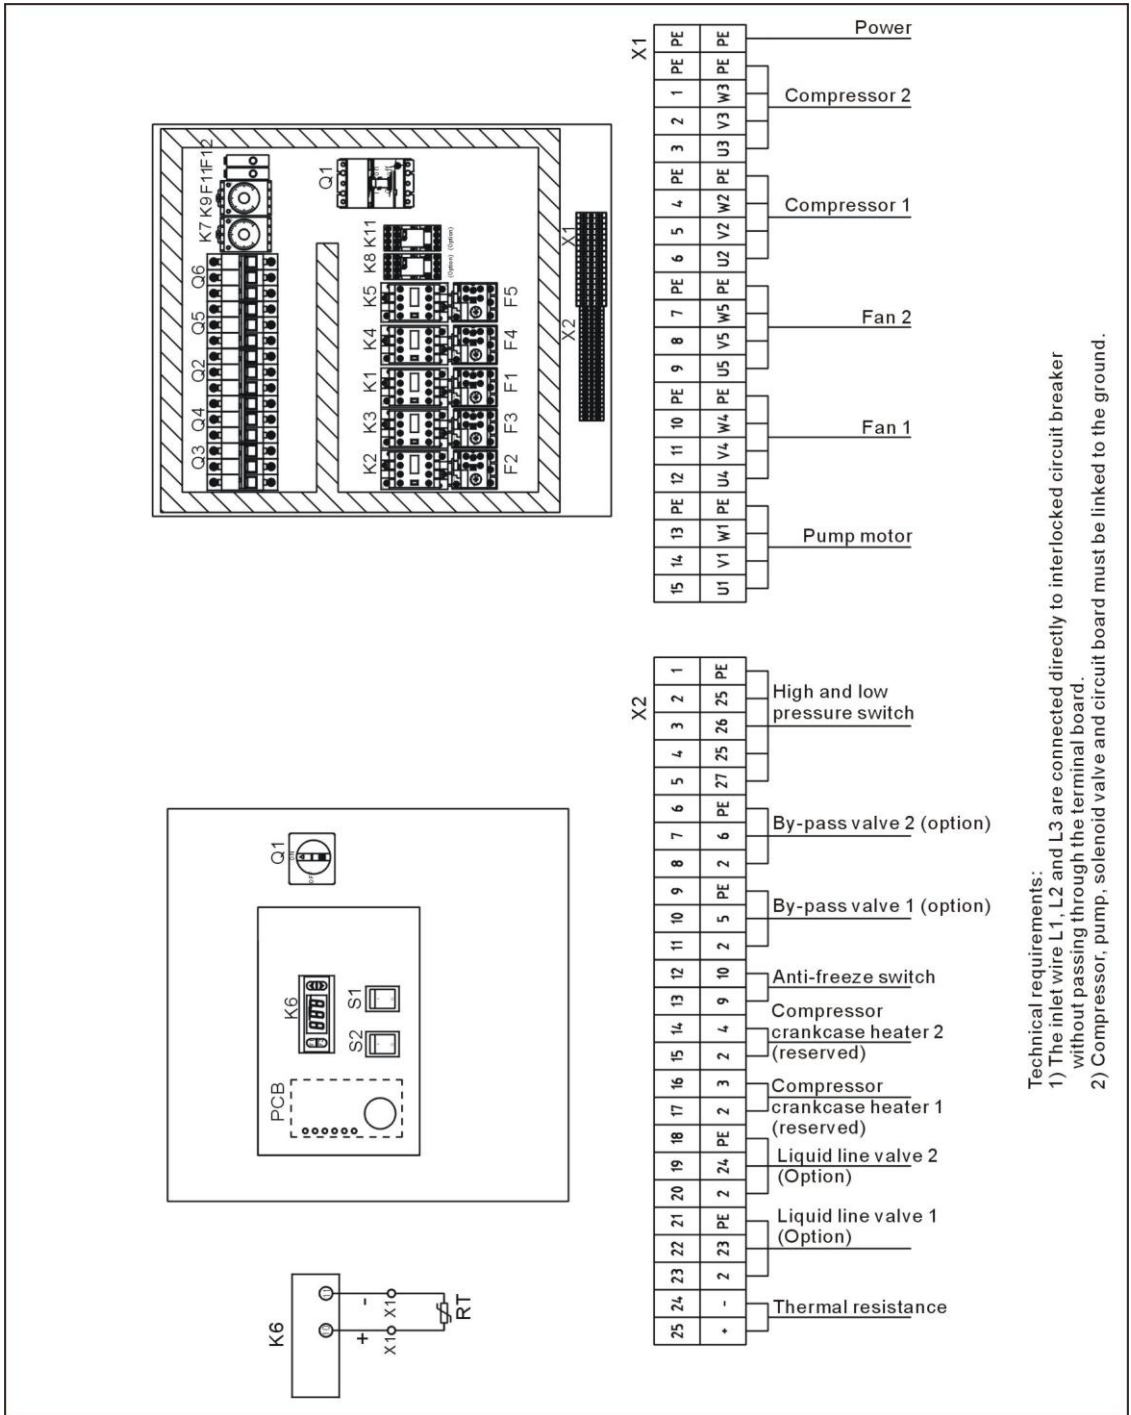 X1
PE PE Power
PE PE
1 W3
2 V3
3 U3
Compressor 2
PE PE
4 W2
5 V2
6 U2
Compressor 1
PE PE
7 W5
8 V5
9 U5
Fan 2
PE PE
10 W4
11 V4
12 U4
Fan 1
PE PE
13 W1
14 V1
15 U1
Pump motor
X2
1 PE
2 25
3 26
4 25
5 27
High and low
pressure switch
6 PE
7 6
8 2
By-pass valve 2 (option)
9 PE
10 5
11 2
By-pass valve 1 (option)
12 10
13 9
Anti-freeze switch
14 4
15 2
Compressor
crankcase heater 2
(reserved)
16 3
17 2
Compressor
crankcase heater 1
(reserved)
18 PE
19 24
20 2
Liquid line valve 2
(Option)
21 PE
22 23
23 2
Liquid line valve 1
(Option)
24 -
25 +
Thermal resistance
Q3 Q4 Q2 Q5 Q6 K7 K9 F11 F12
Q1
K2 K3 K1 K4 K5 K8 K11
(Option) (Option)
F2 F3 F1 F4 F5
X2 X1
Q1
ON
OFF
K6
888
S2 S1
PCB
K6
10 11
+ -
X1 X1
RT
Technical requirements:
1) The inlet wire L1, L2 and L3 are connected directly to interlocked circuit breaker
without passing through the terminal board.
2) Compressor, pump, solenoid valve and circuit board must be linked to the ground.